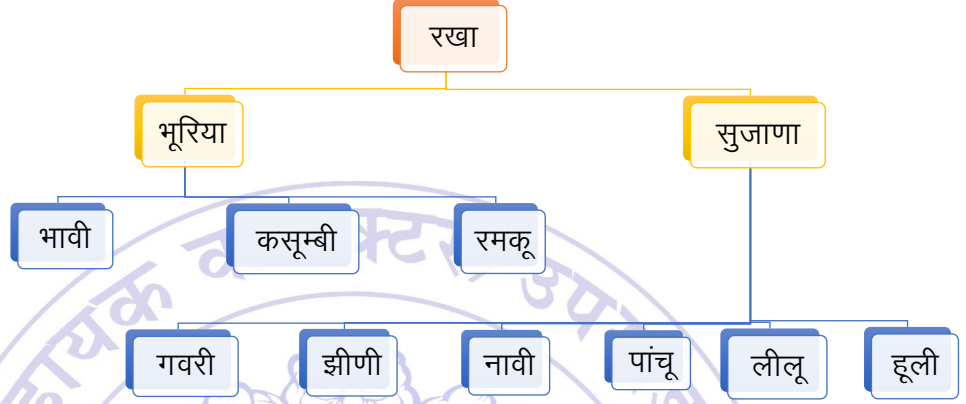 रखा
भूरिया
सुजाणा
भावी
कसूम्बी
रमकू
गवरी
झीणी
नावी
पांचू
लीलू
हूली